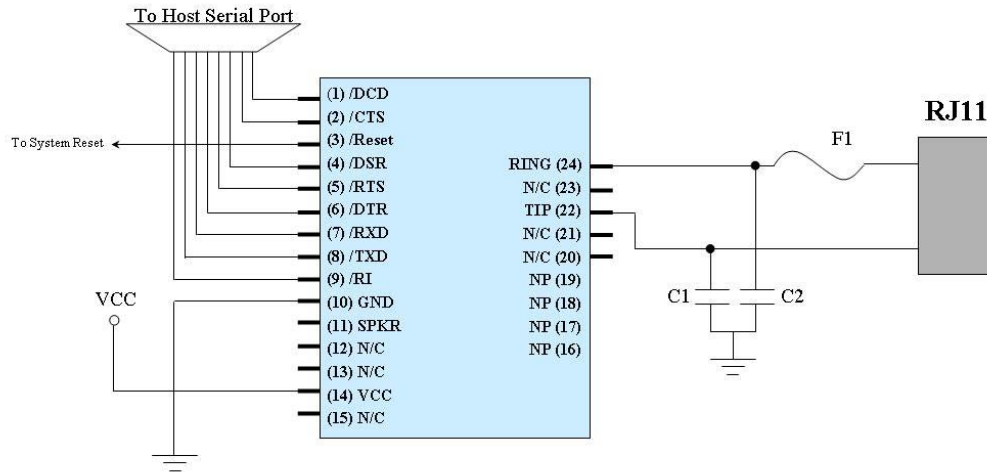 To Host Serial Port
(1) /DCD
(2) /CTS
(3) /Reset
(4) /DSR
(5) /RTS
(6) /DTR
(7) /RXD
(8) /TXD
(9) /RI
(10) GND
(11) SPKR
(12) N/C
(13) N/C
(14) VCC
(15) N/C
To System Reset
VCC
RING (24)
N/C (23)
TIP (22)
N/C (21)
N/C (20)
NP (19)
NP (18)
NP (17)
NP (16)
F1
RJ11
C1
C2